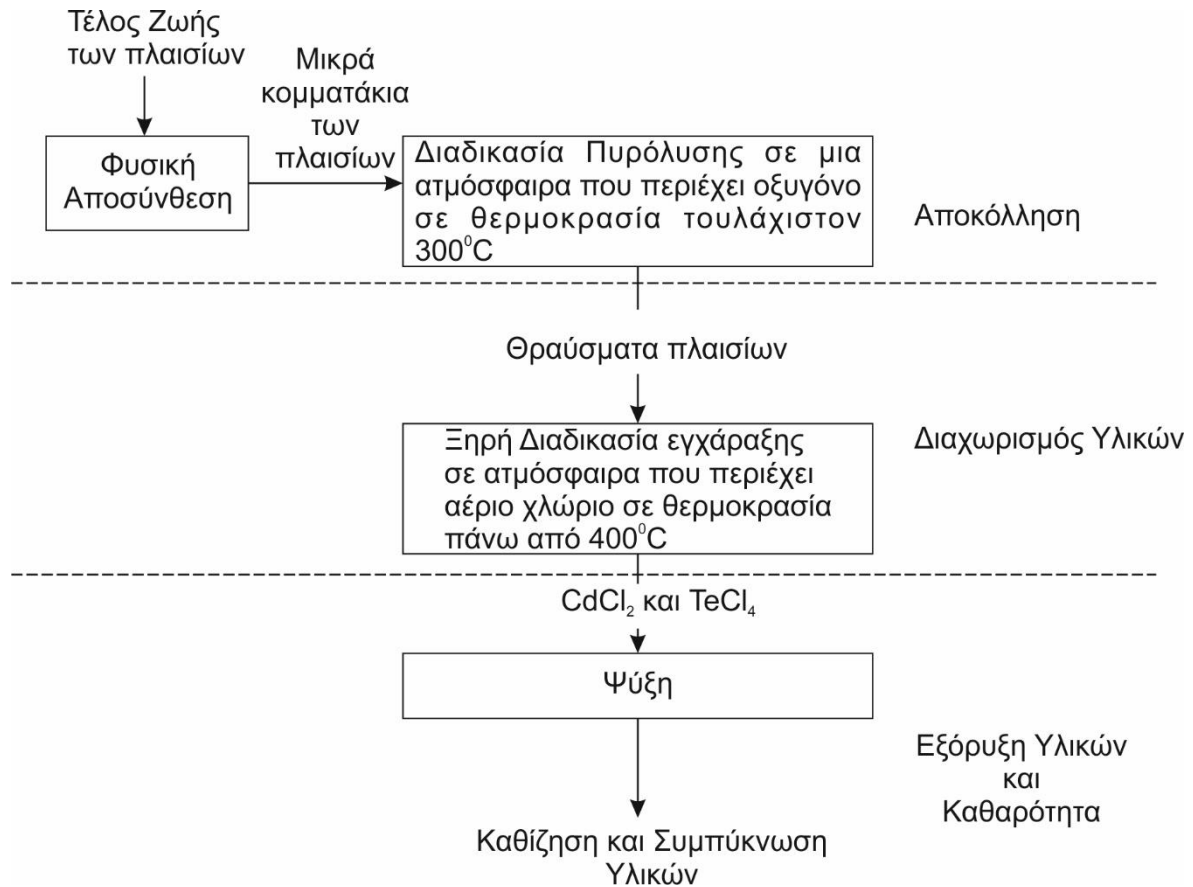 Τέλος Ζωής
των πλαισίων
Μικρά
κομματάκια
των
πλαισίων
Φυσική
Αποσύνθεση
Διαδικασία Πυρόλυσης σε μια
ατμόσφαιρα που περιέχει οξυγόνο
σε θερμοκρασία τουλάχιστον
300⁰C
Αποκόλληση
Θραύσματα πλαισίων
Ξηρή Διαδικασία εγχάραξης
σε ατμόσφαιρα που περιέχει
αέριο χλώριο σε θερμοκρασία
πάνω από 400⁰C
Διαχωρισμός Υλικών
CdCl₂ και TeCl₄
Ψύξη
Εξόρυξη Υλικών
και
Καθαρότητα
Καθίζηση και Συμπύκνωση
Υλικών